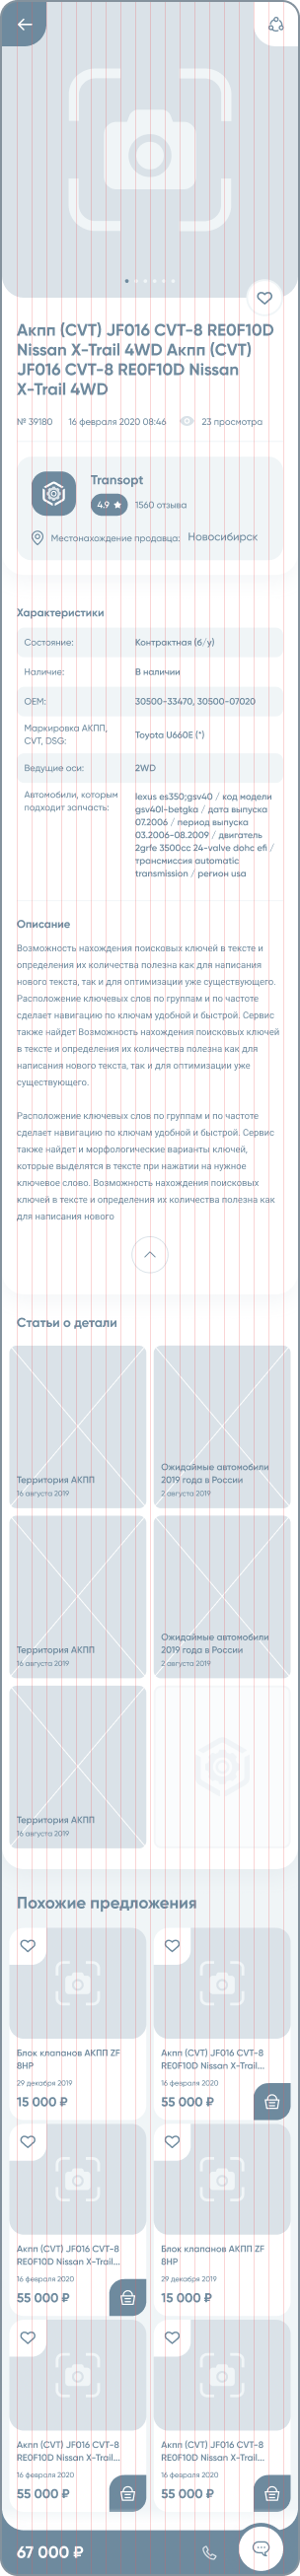 Акпп (CVT) JF016 CVT-8 RE0F10D
Nissan X-Trail 4WD Акпп (CVT)
JF016 CVT-8 RE0F10D Nissan
X-Trail 4WD
№ 39180 16 февраля 2020 08:46 23 просмотра
Transopt
4.9 1560 отзыва
Местонахождение продавца: Новосибирск
Характеристики
Состояние: Контрактная (б/у)
Наличие: В наличии
OEM: 30500-33470, 30500-07020
Маркировка АКПП,
CVT, DSG:
Toyota U660E (*)
Ведущие оси: 2WD
Автомобили, которым
подходит запчасть:
lexus es350;gsv40 / код модели
gsv40l-betgka / дата выпуска
07.2006 / период выпуска
03.2006-08.2009 / двигатель
2grfe 3500cc 24-valve dohc efi /
трансмиссия automatic
transmission / регион usa
Описание
Возможность нахождения поисковых ключей в тексте и
определения их количества полезна как для написания
нового текста, так и для оптимизации уже существующего.
Расположение ключевых слов по группам и по частоте
сделает навигацию по ключам удобной и быстрой. Сервис
также найдет Возможность нахождения поисковых ключей
в тексте и определения их количества полезна как для
написания нового текста, так и для оптимизации уже
существующего.
Расположение ключевых слов по группам и по частоте
сделает навигацию по ключам удобной и быстрой. Сервис
также найдет и морфологические варианты ключей,
которые выделятся в тексте при нажатии на нужное
ключевое слово. Возможность нахождения поисковых
ключей в тексте и определения их количества полезна как
для написания нового
Статьи о детали
Территория АКПП
16 августа 2019
Ожидаймые автомобили
2019 года в России
2 августа 2019
Территория АКПП
16 августа 2019
Ожидаймые автомобили
2019 года в России
2 августа 2019
Территория АКПП
16 августа 2019
Похожие предложения
Блок клапанов АКПП ZF
8HP
29 декабря 2019
15 000 ₽
Акпп (CVT) JF016 CVT-8
RE0F10D Nissan X-Trail...
16 февраля 2020
55 000 ₽
Акпп (CVT) JF016 CVT-8
RE0F10D Nissan X-Trail...
16 февраля 2020
55 000 ₽
Блок клапанов АКПП ZF
8HP
29 декабря 2019
15 000 ₽
Акпп (CVT) JF016 CVT-8
RE0F10D Nissan X-Trail...
16 февраля 2020
55 000 ₽
Акпп (CVT) JF016 CVT-8
RE0F10D Nissan X-Trail...
16 февраля 2020
55 000 ₽
67 000 ₽